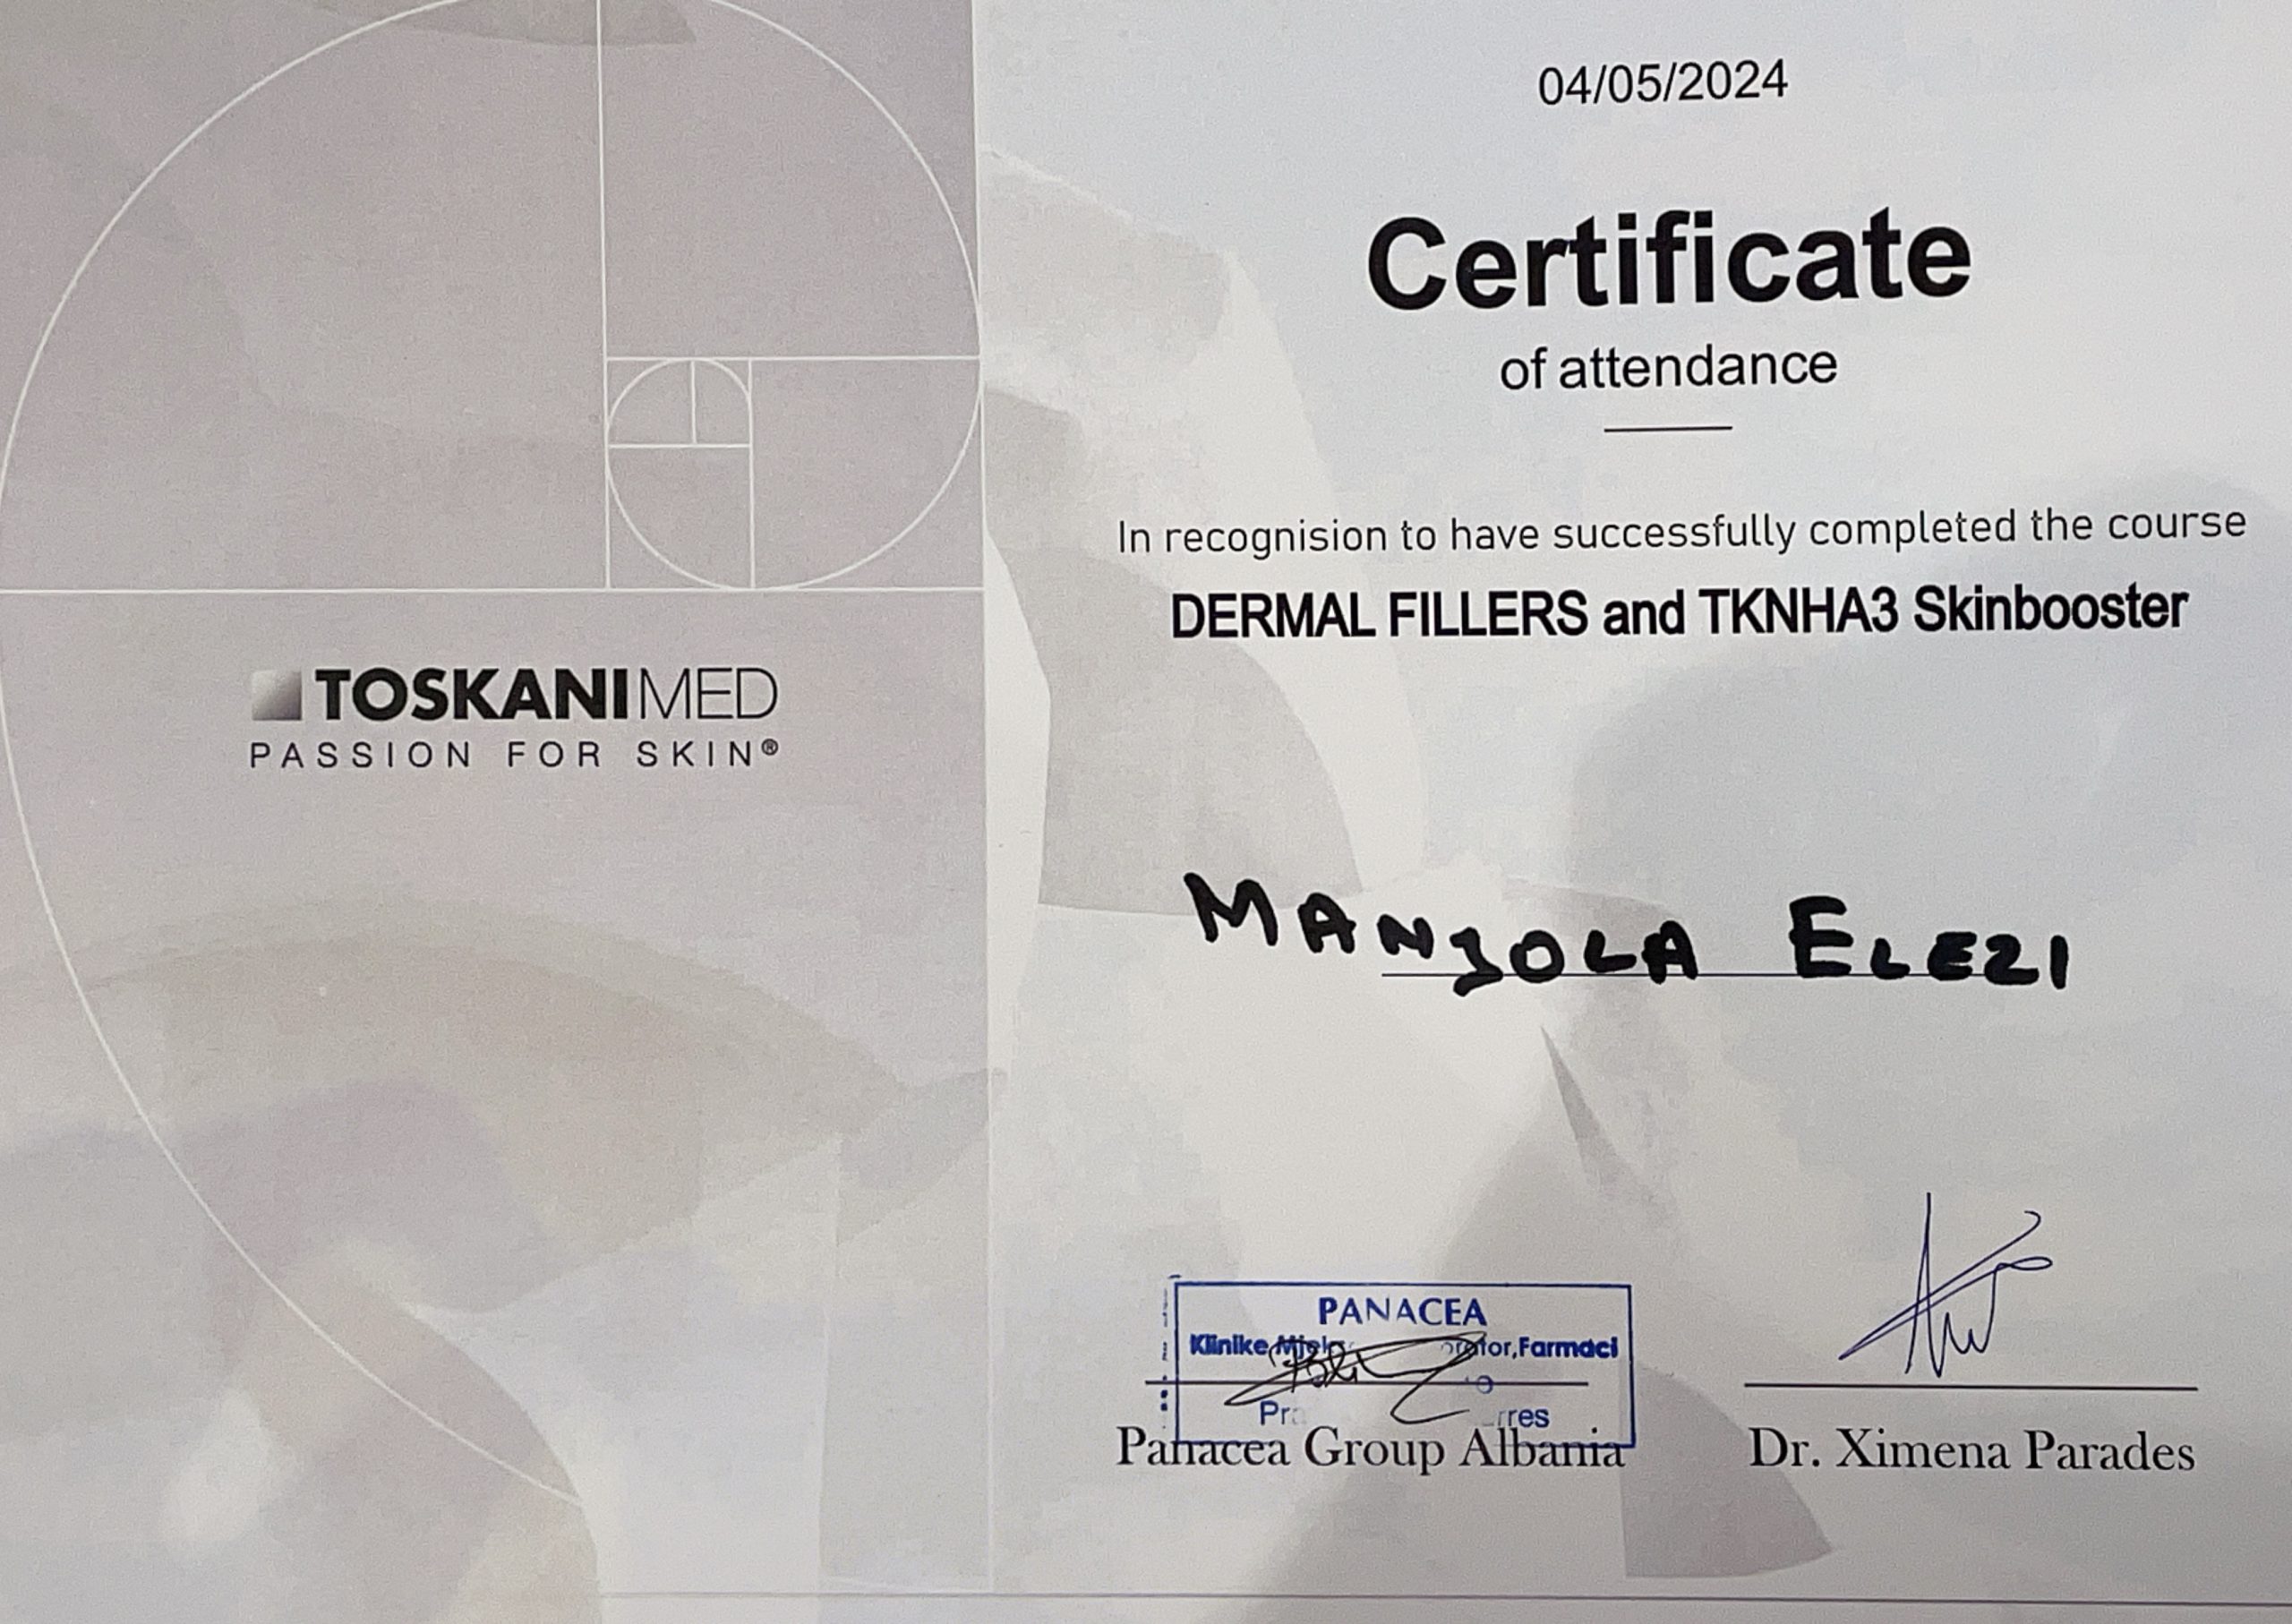 04/05/2024
Certificate
of attendance
In recognision to have successfully completed the course
DERMAL FILLERS and TKNHA3 Skinbooster
TOSKANIMED
PASSION FOR SKIN®
MANJOLA ELEZI
PANACEA
Klinike Farmaci
Panacea Group Albania
Dr. Ximena Parades